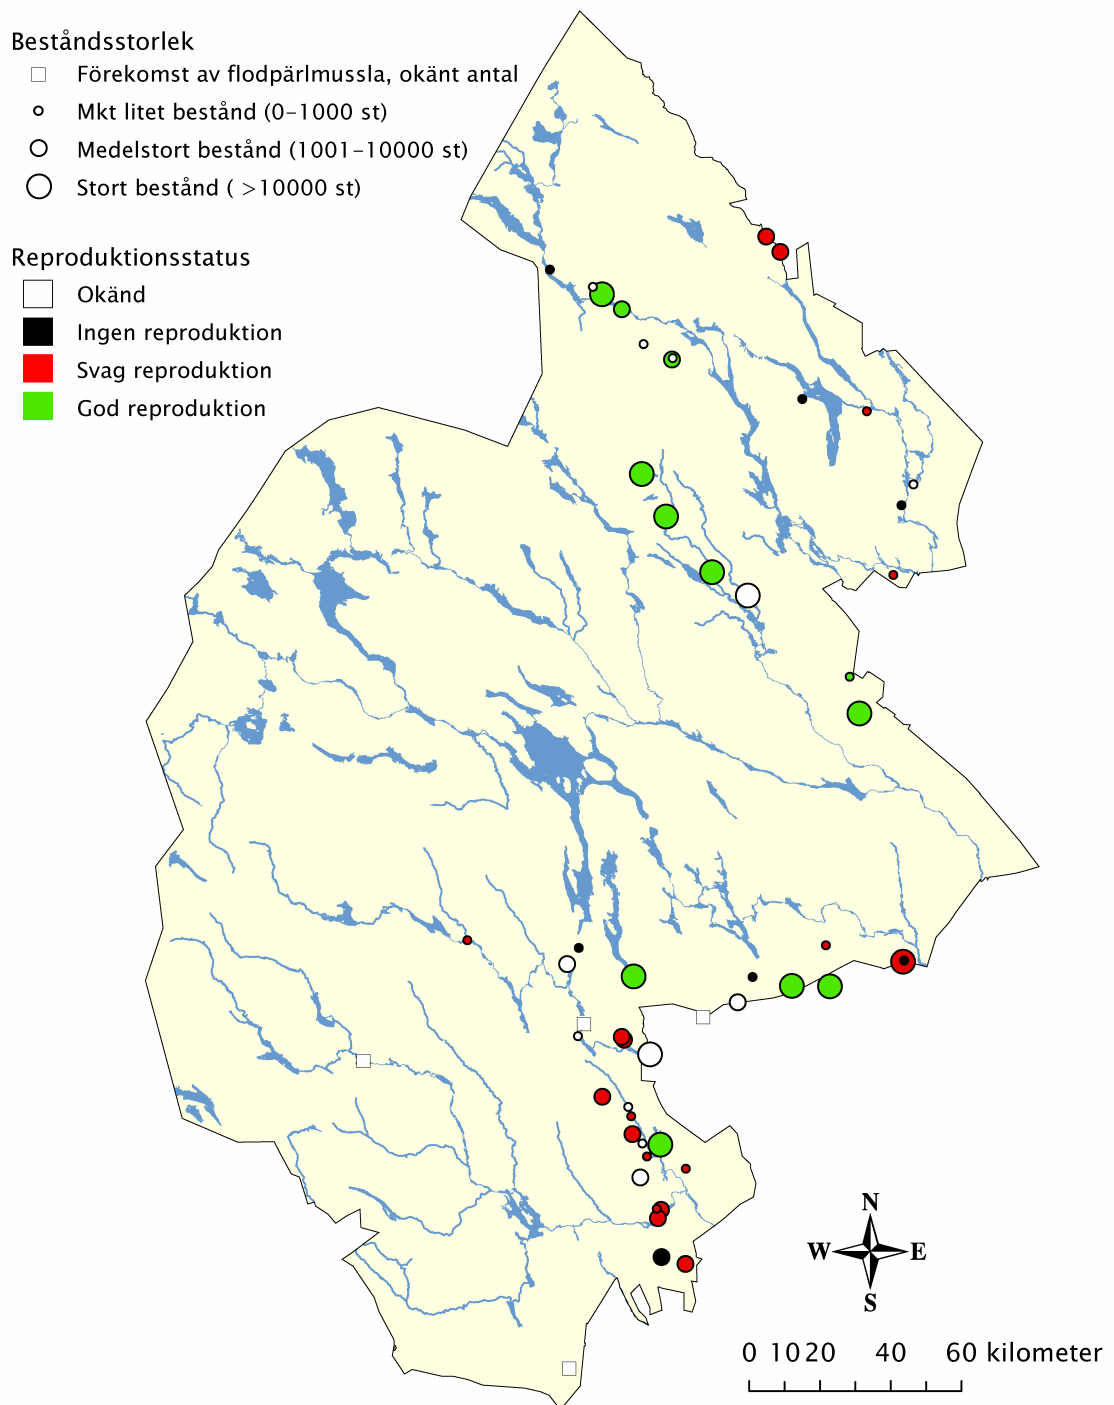 Beståndsstorlek
Förekomst av flodpärlmussla, okänt antal
Mkt litet bestånd (0–1000 st)
Medelstort bestånd (1001–10000 st)
Stort bestånd ( >10000 st)
Reproduktionsstatus
Okänd
Ingen reproduktion
Svag reproduktion
God reproduktion
N
W E
S
0 10 20 40 60 kilometer